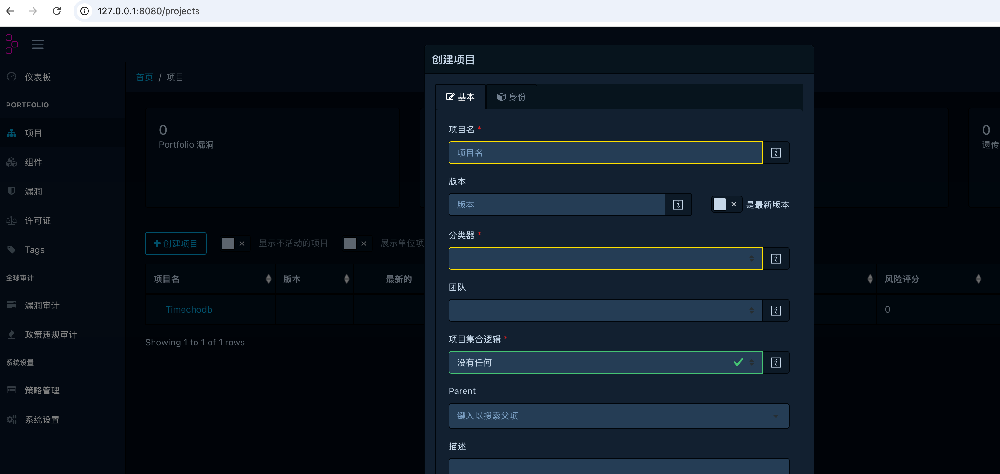 127.0.0.1:8080/projects
创建项目
仪表板
首页 / 项目
基本
身份
PORTFOLIO
项目名 *
0
Portfolio 漏洞
0
遗传
项目
项目名
组件
版本
漏洞
版本
是最新版本
许可证
分类器 *
创建项目
显示不活动的项目
展示单位项
Tags
全球审计
项目名
版本
最新的
风险评分
团队
漏洞审计
Timechodb
0
政策违规审计
项目集合逻辑 *
Showing 1 to 1 of 1 rows
系统设置
没有任何
策略管理
Parent
系统设置
键入以搜索父项
描述